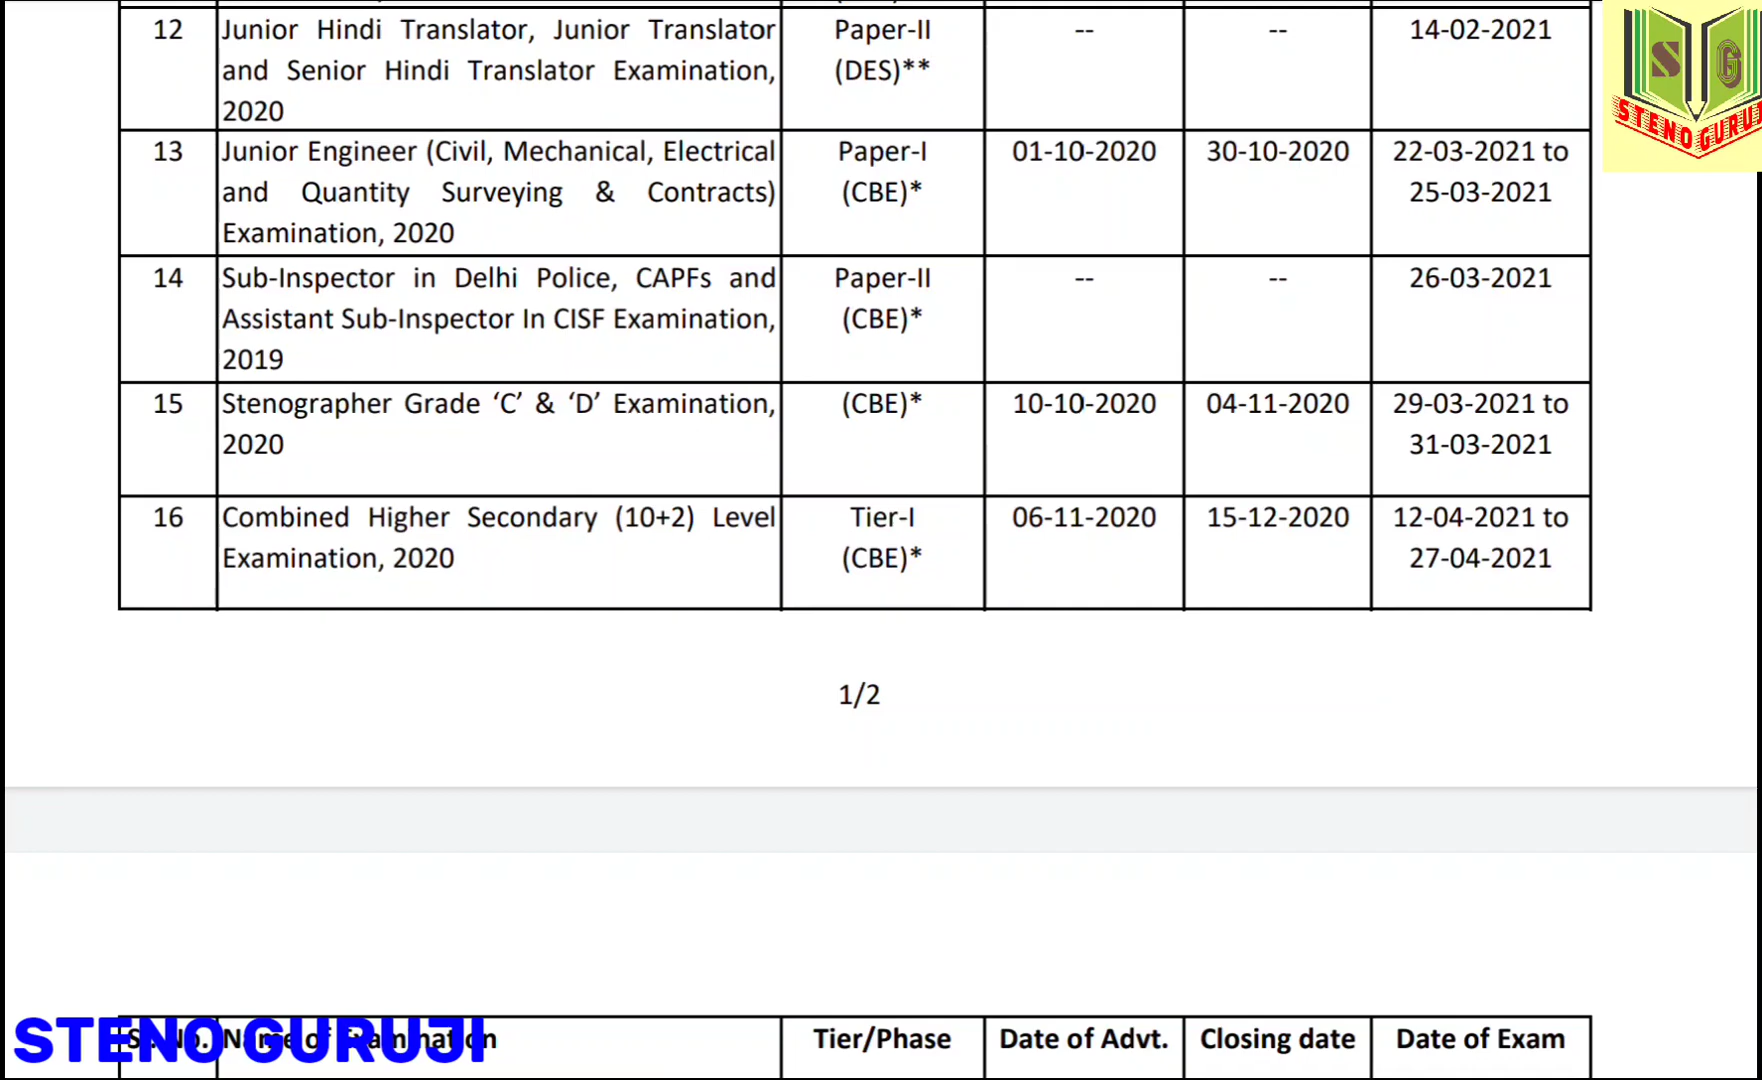 12 Junior Hindi Translator, Junior Translator Paper-II -- -- 14-02-2021
and Senior Hindi Translator Examination, (DES)**
2020
13 Junior Engineer (Civil, Mechanical, Electrical Paper-I 01-10-2020 30-10-2020 22-03-2021 to
and Quantity Surveying & Contracts) (CBE)* 25-03-2021
Examination, 2020
14 Sub-Inspector in Delhi Police, CAPFs and Paper-II -- -- 26-03-2021
Assistant Sub-Inspector In CISF Examination, (CBE)*
2019
15 Stenographer Grade ‘C’ & ‘D’ Examination, (CBE)* 10-10-2020 04-11-2020 29-03-2021 to
2020 31-03-2021
16 Combined Higher Secondary (10+2) Level Tier-I 06-11-2020 15-12-2020 12-04-2021 to
Examination, 2020 (CBE)* 27-04-2021
1/2
S. No. Name of Examination Tier/Phase Date of Advt. Closing date Date of Exam
STENO GURUJI
S G
STENO GURUJI